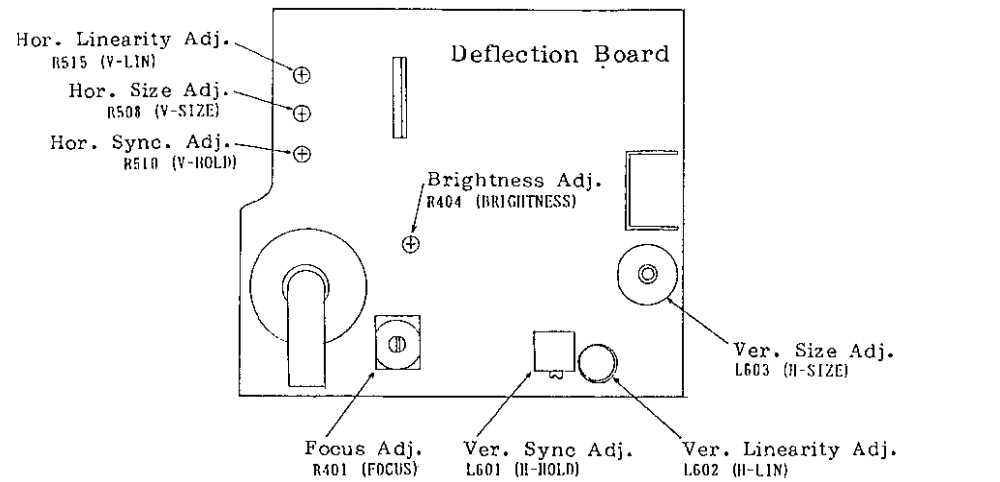 Hor. Linearity Adj.
R515 (V-LIN)
Deflection Board
Hor. Size Adj.
R508 (V-SIZE)
Hor. Sync. Adj.
R510 (V-HOLD)
Brightness Adj.
R404 (BRIGHTNESS)
Ver. Size Adj.
L603 (H-SIZE)
Focus Adj.
R401 (FOCUS)
Ver. Sync Adj.
L601 (H-HOLD)
Ver. Linearity Adj.
L602 (H-LIN)